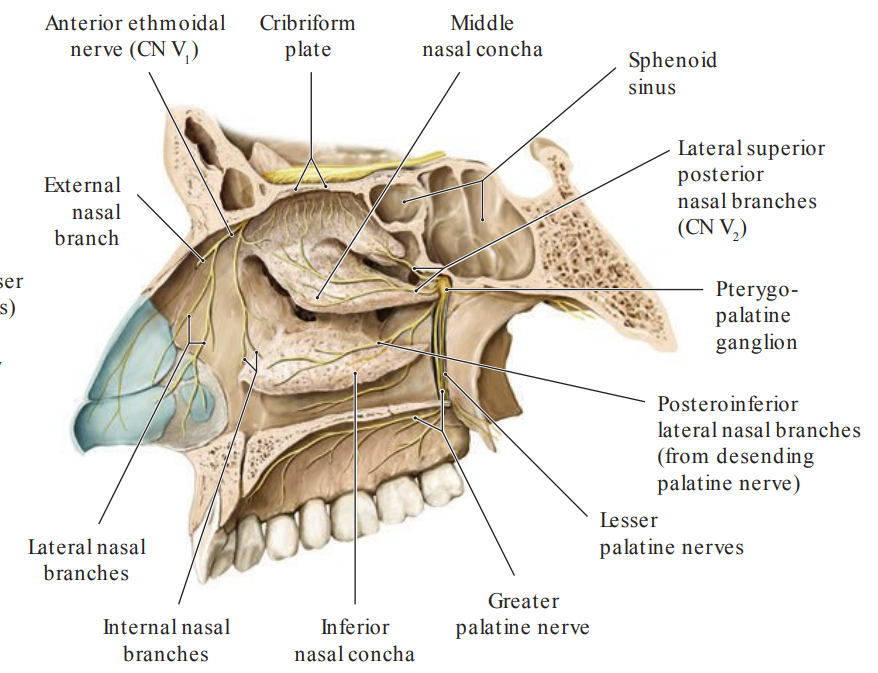 Anterior ethmoidal
nerve (CN V1)
Cribriform
plate
Middle
nasal concha
Sphenoid
sinus
Lateral superior
posterior
nasal branches
(CN V2)
External
nasal
branch
ser
s)
Pterygo-
palatine
ganglion
Posteroinferior
lateral nasal branches
(from desending
palatine nerve)
Lesser
palatine nerves
Lateral nasal
branches
Greater
palatine nerve
Internal nasal
branches
Inferior
nasal concha